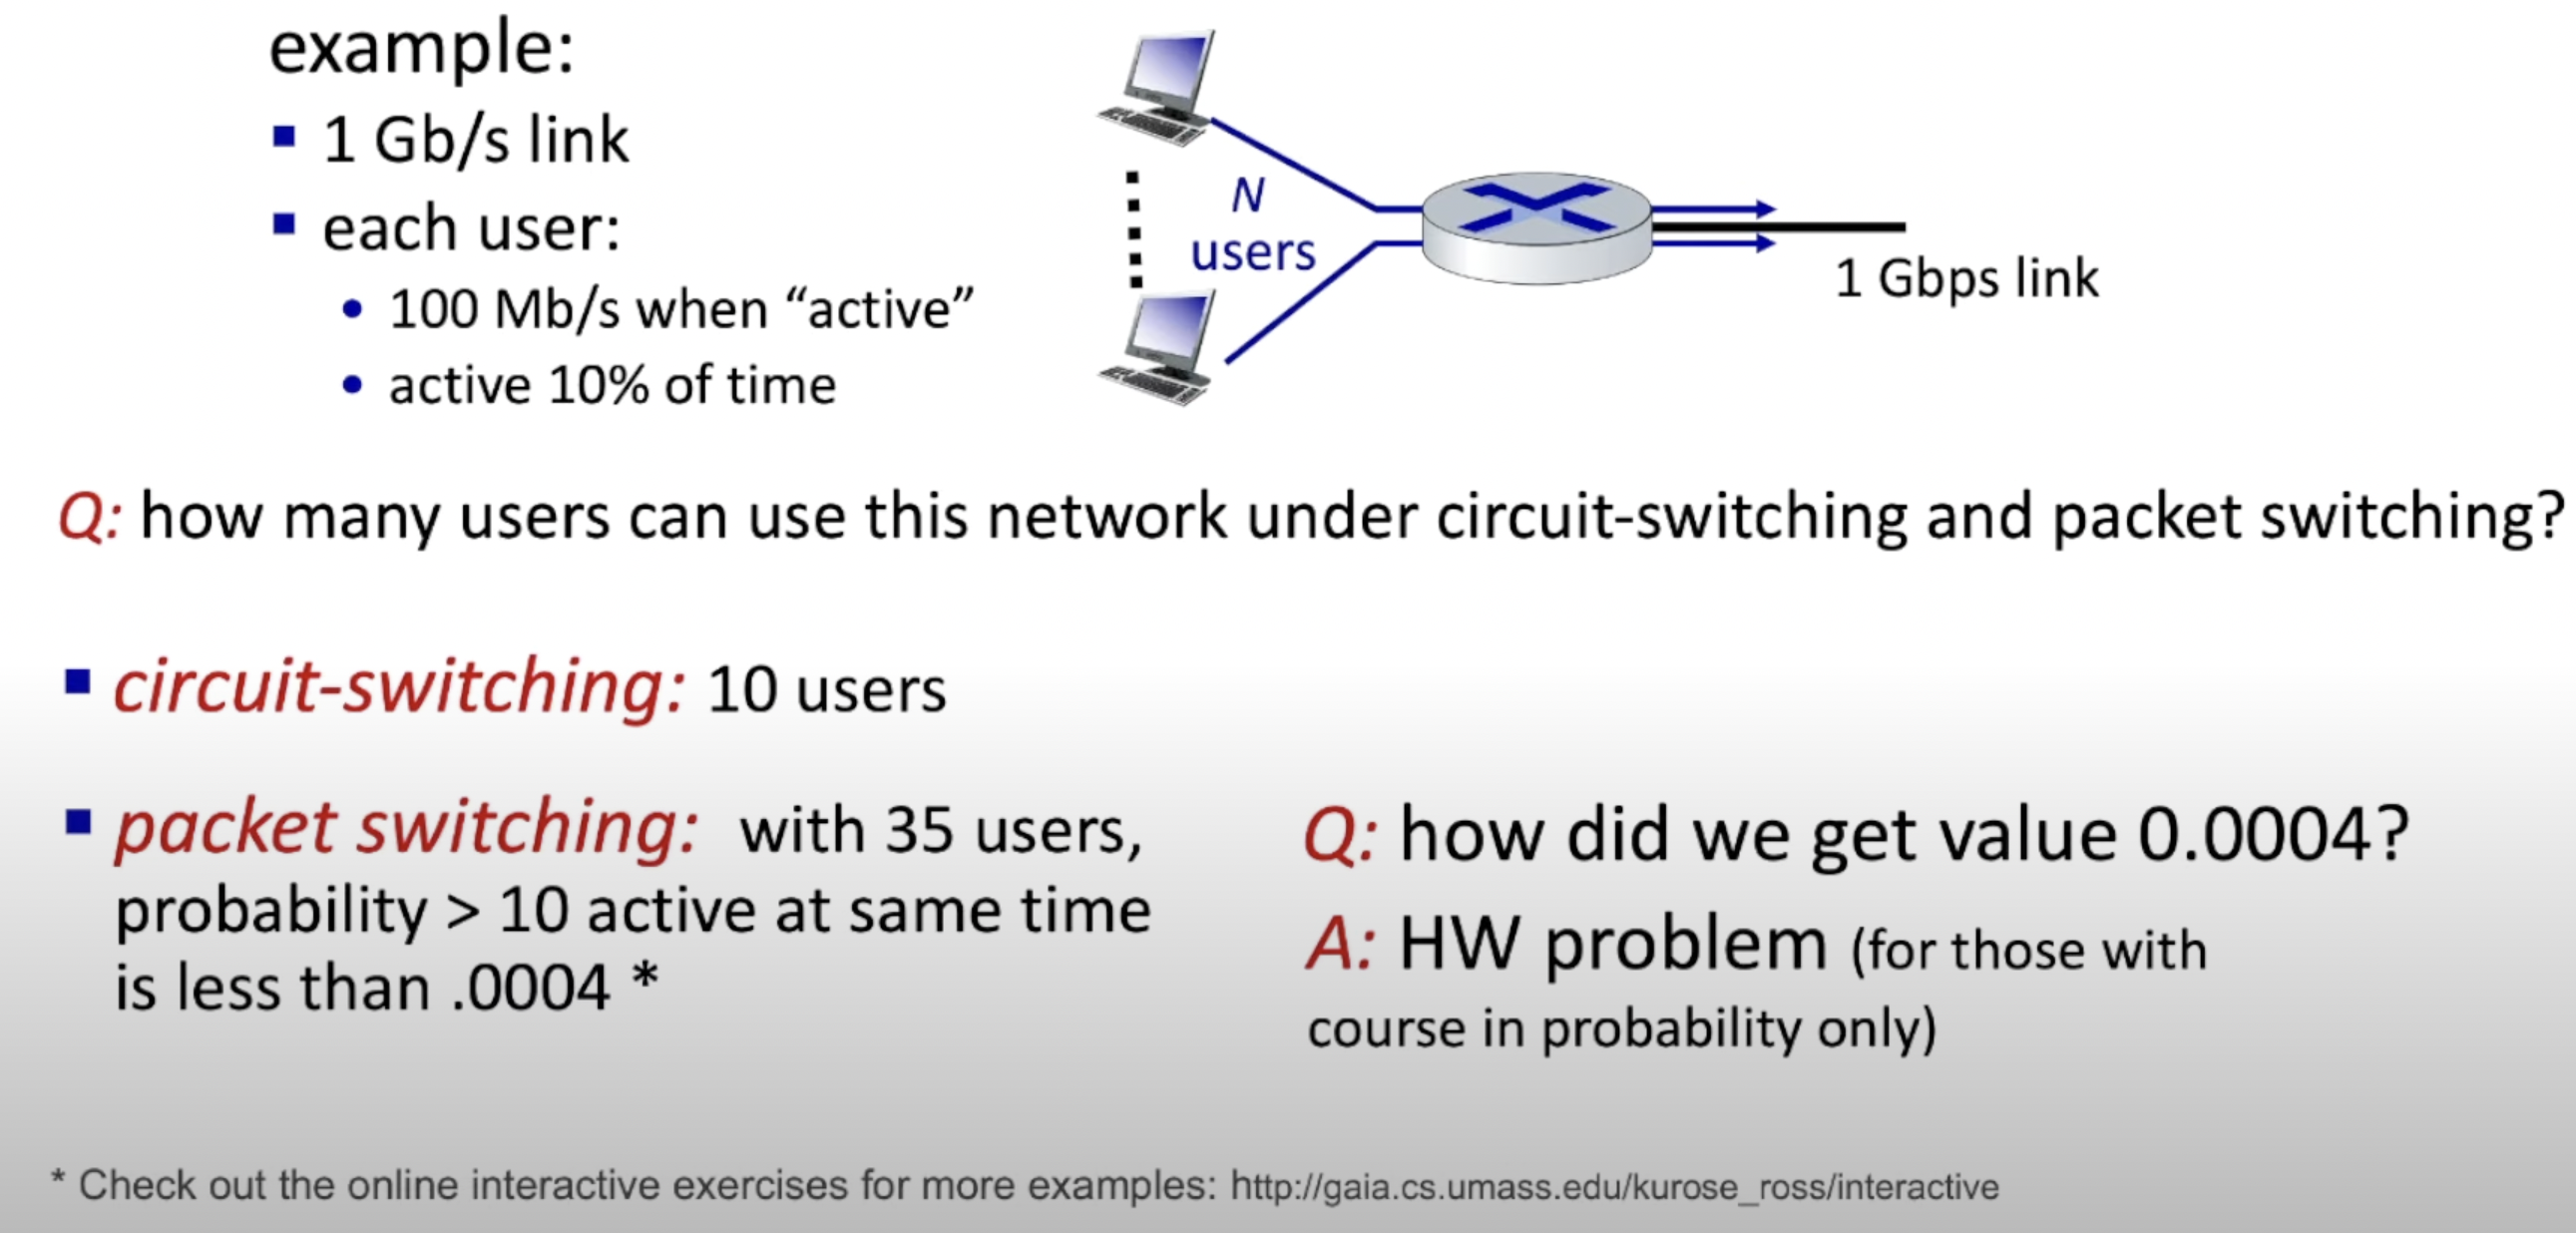 example:
▪ 1 Gb/s link
▪ each user:
• 100 Mb/s when “active”
• active 10% of time
N
users
1 Gbps link
Q: how many users can use this network under circuit-switching and packet switching?
▪ circuit-switching: 10 users
▪ packet switching: with 35 users,
probability > 10 active at same time
is less than .0004 *
Q: how did we get value 0.0004?
A: HW problem (for those with
course in probability only)
* Check out the online interactive exercises for more examples: http://gaia.cs.umass.edu/kurose_ross/interactive